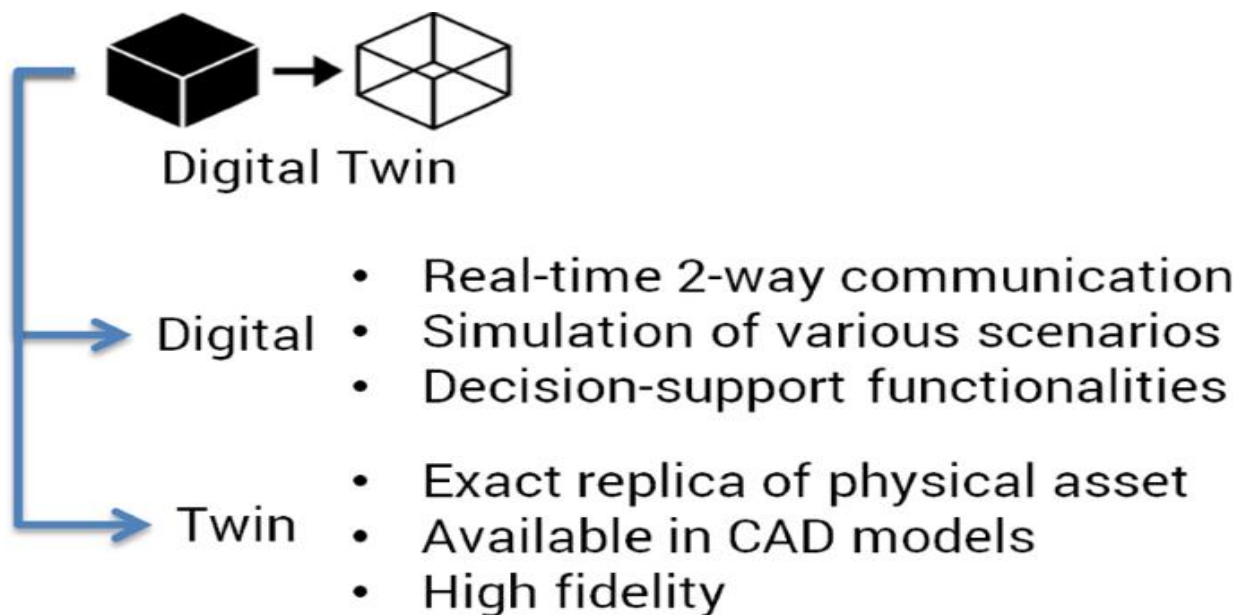 Digital Twin
Digital
• Real-time 2-way communication
• Simulation of various scenarios
• Decision-support functionalities
Twin
• Exact replica of physical asset
• Available in CAD models
• High fidelity